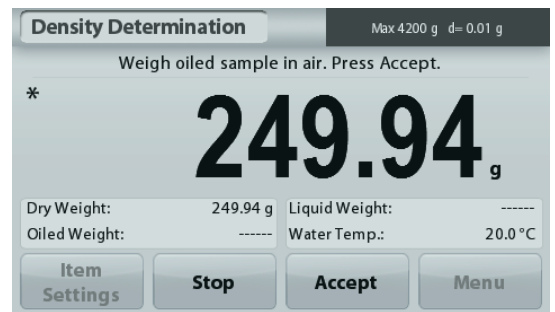 Density Determination
Max 4200 g d= 0.01 g
Weigh oiled sample in air. Press Accept.
*
249.94 g
Dry Weight: 249.94 g Liquid Weight: ------
Oiled Weight: ------ Water Temp.: 20.0 °C
Item Settings Stop Accept Menu